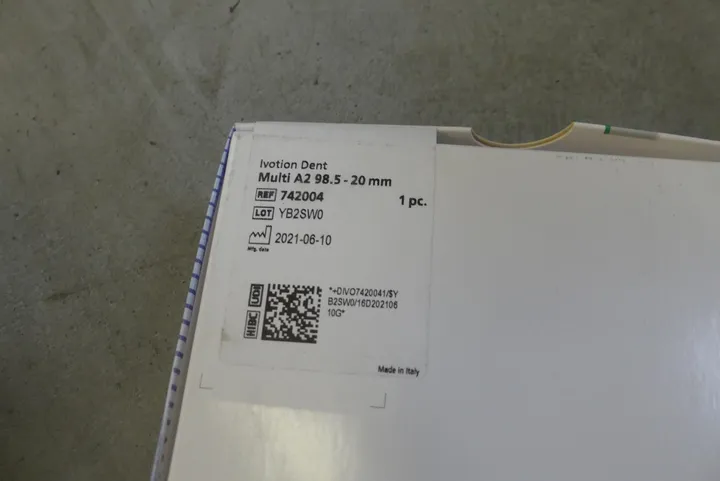 Ivotion Dent
Multi A2 98.5 - 20 mm
REF 742004
1 pc.
LOT YB2SW0
2021-06-10
Mfg. date
HIBC UDI
*+DIVO7420041/$Y
B2SW0/16D202106
10G*
Made in Italy